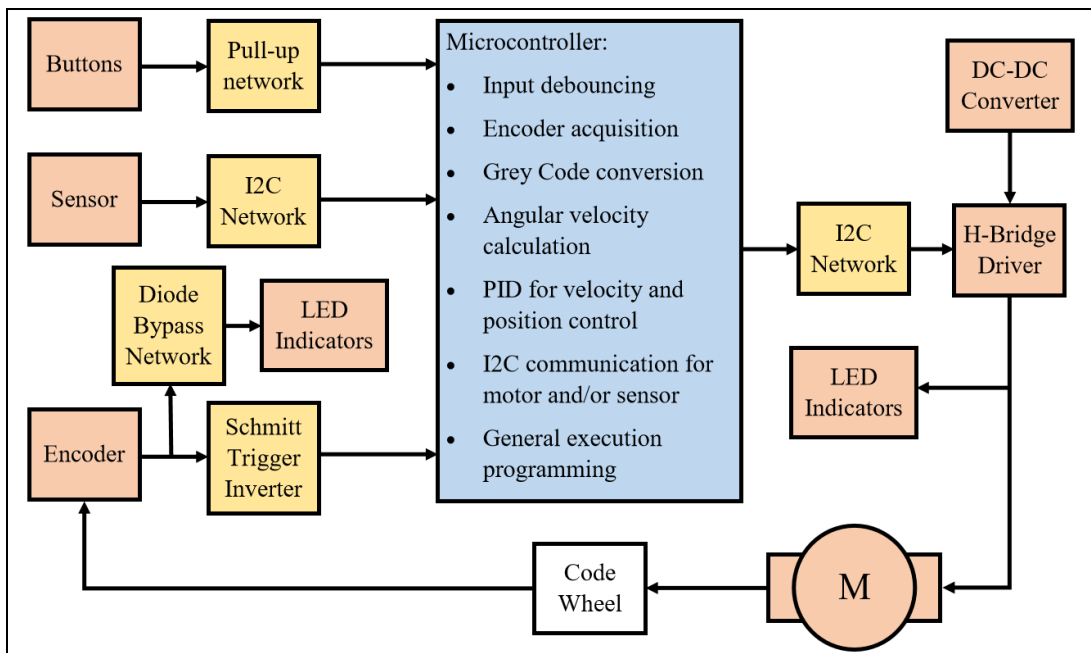 Buttons
Pull-up
network
Sensor
I2C
Network
Diode
Bypass
Network
LED
Indicators
Encoder
Schmitt
Trigger
Inverter
Microcontroller:
• Input debouncing
• Encoder acquisition
• Grey Code conversion
• Angular velocity
calculation
• PID for velocity and
position control
• I2C communication for
motor and/or sensor
• General execution
programming
I2C
Network
DC-DC
Converter
H-Bridge
Driver
LED
Indicators
Code
Wheel
M